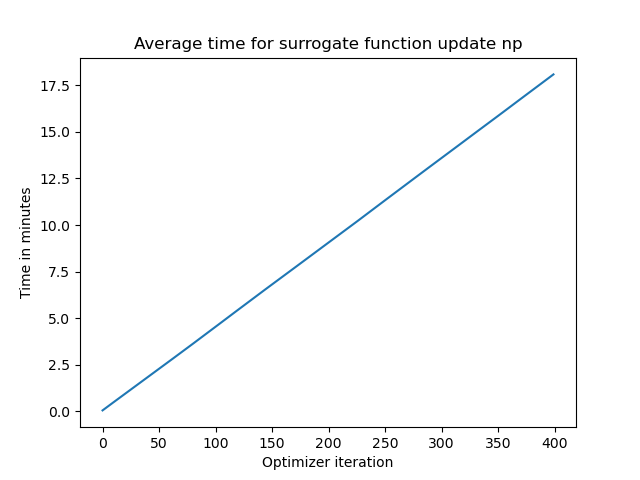 Average time for surrogate function update np
17.5
15.0
12.5
10.0
7.5
5.0
2.5
0.0
Time in minutes
0 50 100 150 200 250 300 350 400
Optimizer iteration